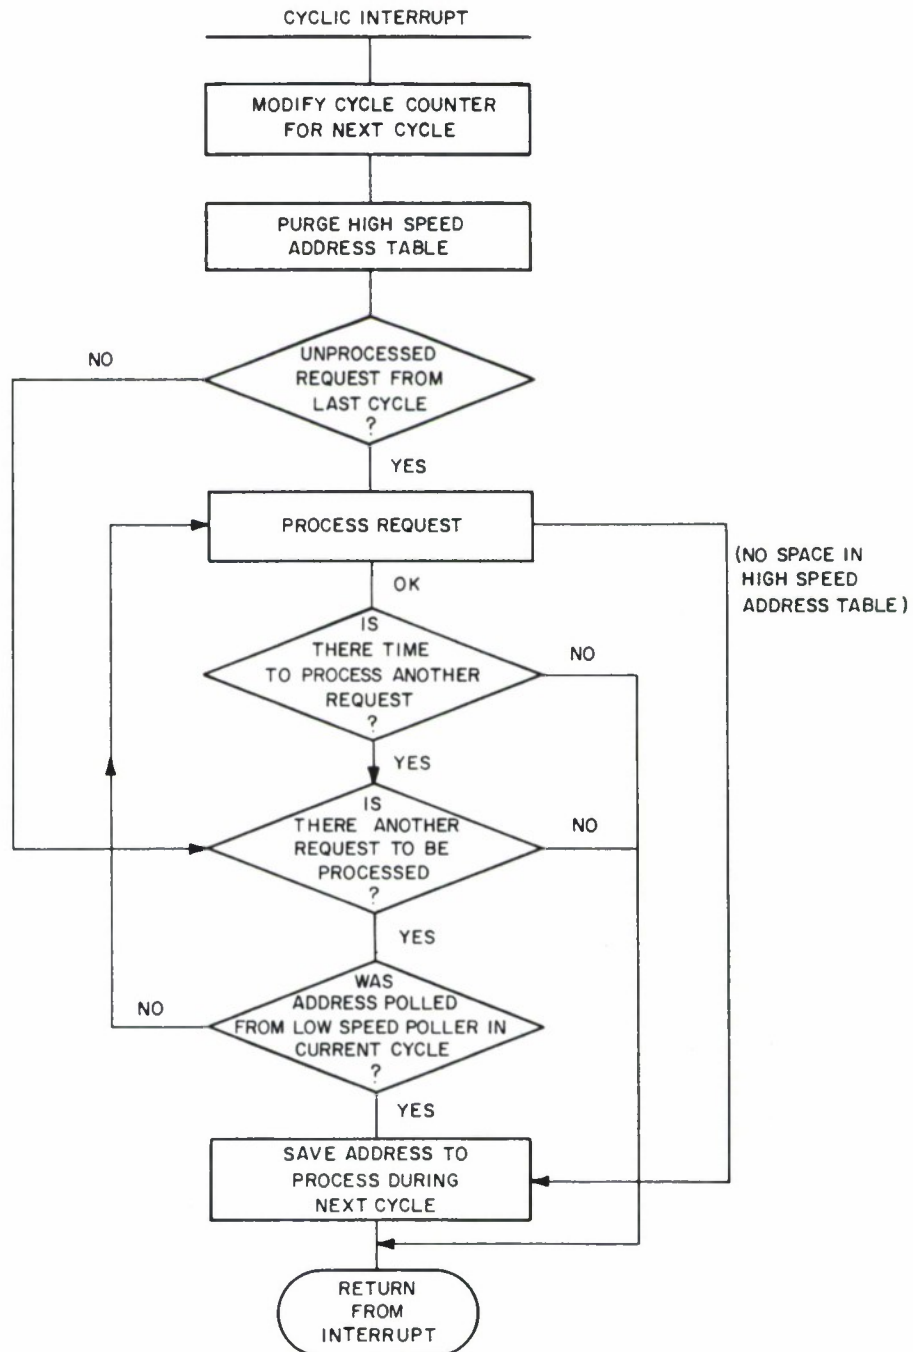 CYCLIC INTERRUPT
MODIFY CYCLE COUNTER
FOR NEXT CYCLE
PURGE HIGH SPEED
ADDRESS TABLE
NO
UNPROCESSED
REQUEST FROM
LAST CYCLE
?
YES
PROCESS REQUEST
(NO SPACE IN
HIGH SPEED
ADDRESS TABLE)
OK
IS
THERE TIME
TO PROCESS ANOTHER
REQUEST
?
NO
YES
IS
THERE ANOTHER
REQUEST TO BE
PROCESSED
?
NO
YES
WAS
ADDRESS POLLED
FROM LOW SPEED POLLER IN
CURRENT CYCLE
?
NO
YES
SAVE ADDRESS TO
PROCESS DURING
NEXT CYCLE
RETURN
FROM
INTERRUPT